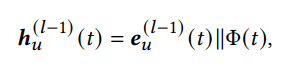 𝒉_u^{(l−1)}(t) = 𝒆_u^{(l−1)}(t)‖Φ(t),